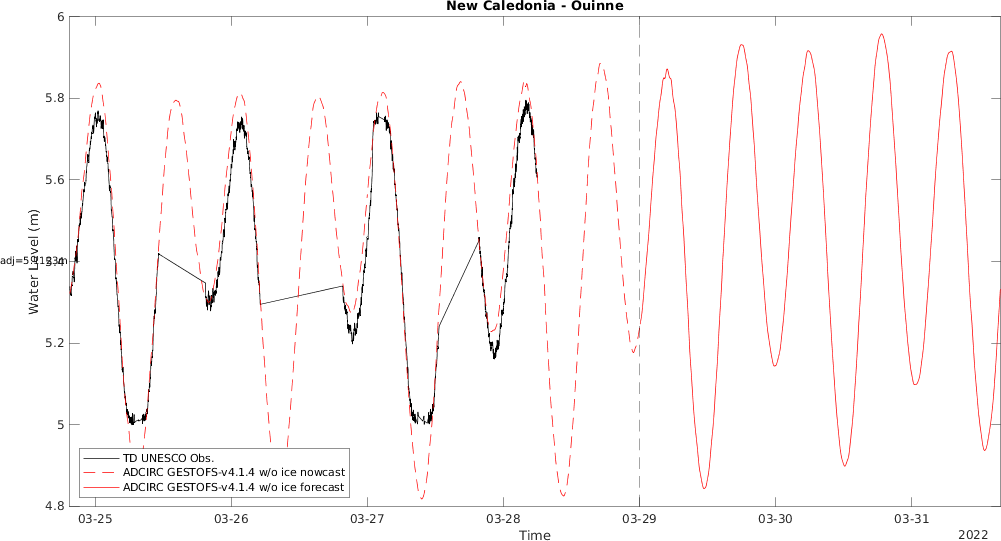 New Caledonia - Ouinne
6
5.8
5.6
5.4
5.2
5
4.8
Water Level (m)
TD UNESCO Obs.
ADCIRC GESTOFS-v4.1.4 w/o ice nowcast
ADCIRC GESTOFS-v4.1.4 w/o ice forecast
03-25
03-26
03-27
03-28
03-29
03-30
03-31
Time
2022